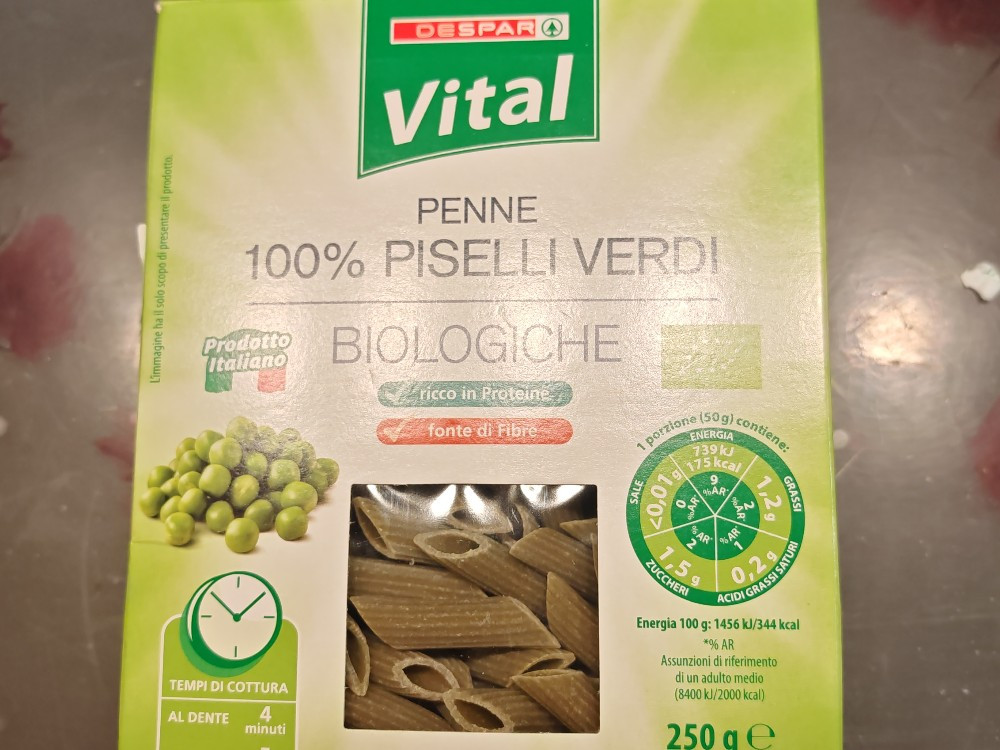 DESPAR
Vital
PENNE
100% PISELLI VERDI
BIOLOGICHE
Prodotto
Italiano
ricco in Proteine
fonte di Fibre
L'immagine ha il solo scopo di presentare il prodotto.
1 porzione (50g) contiene:
ENERGIA
739 kJ
175 kcal
9
%AR*
GRASSI
1,2 g
2
%AR*
ACIDI GRASSI SATURI
0,2 g
1
%AR*
ZUCCHERI
1,5 g
2
%AR*
SALE
<0,01 g
0
%AR*
Energia 100 g: 1456 kJ/344 kcal
*% AR
Assunzioni di riferimento
di un adulto medio
(8400 kJ/2000 kcal)
250 g ℮
TEMPI DI COTTURA
AL DENTE 4
minuti